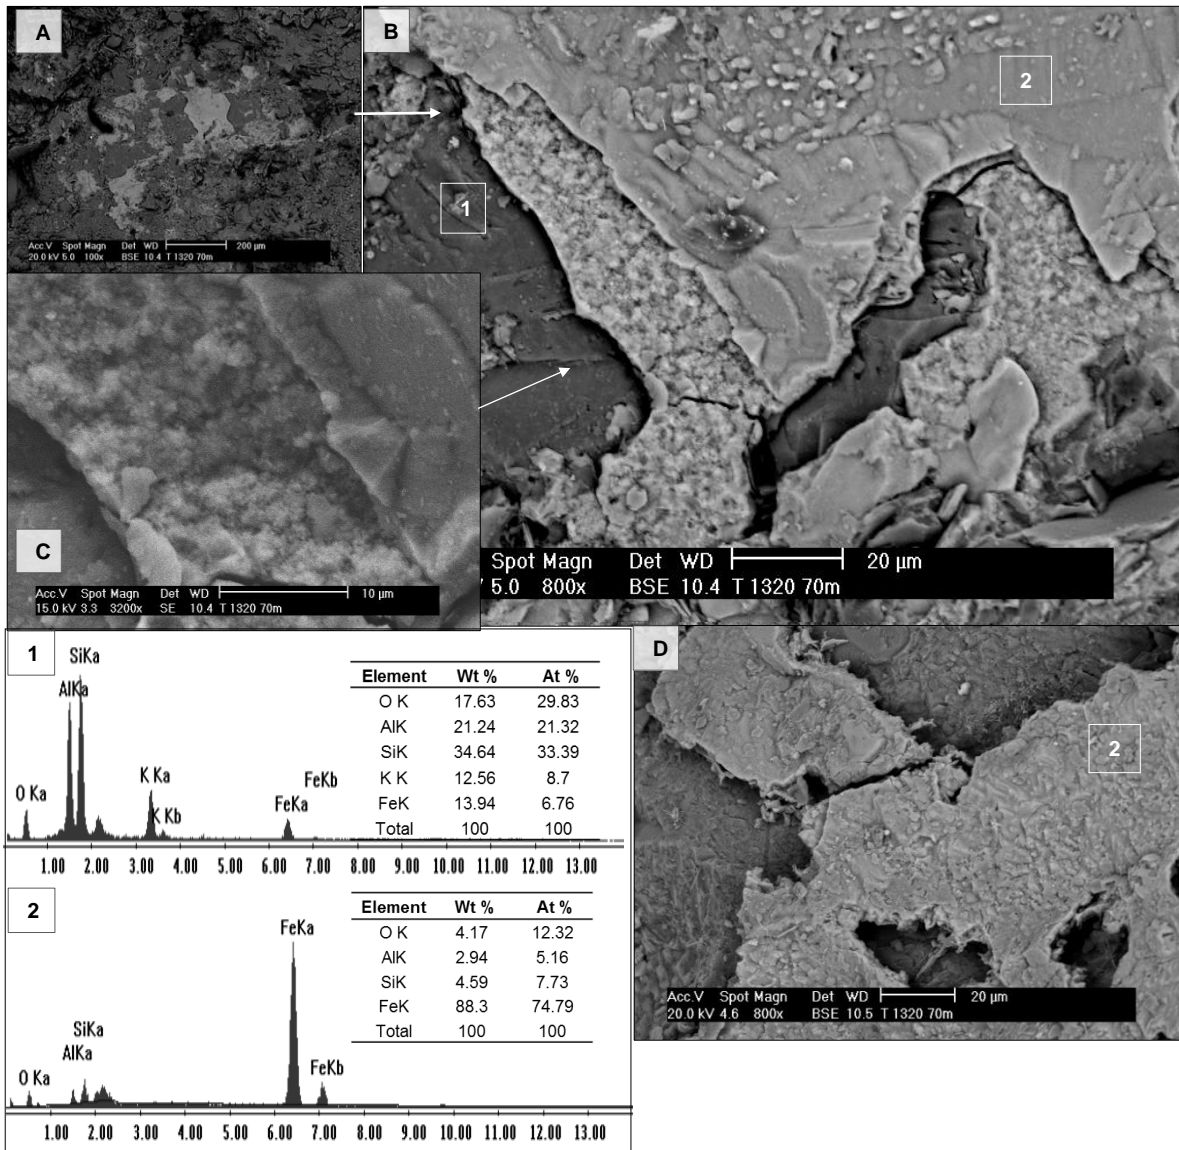 A
Acc.V Spot Magn Det WD 200 µm
20.0 kV 5.0 100x BSE 10.4 T 1320 70m
B
1
2
Spot Magn Det WD 20 µm
5.0 800x BSE 10.4 T 1320 70m
C
Acc.V Spot Magn Det WD 10 µm
15.0 kV 3.3 3200x SE 10.4 T 1320 70m
1
SiKa
AlKa
O Ka
K Ka
K Kb
FeKa
FeKb
1.00 2.00 3.00 4.00 5.00 6.00 7.00 8.00 9.00 10.00 11.00 12.00 13.00
Element Wt % At %
O K 17.63 29.83
AlK 21.24 21.32
SiK 34.64 33.39
K K 12.56 8.7
FeK 13.94 6.76
Total 100 100
2
FeKa
SiKa
AlKa
O Ka
FeKb
1.00 2.00 3.00 4.00 5.00 6.00 7.00 8.00 9.00 10.00 11.00 12.00 13.00
Element Wt % At %
O K 4.17 12.32
AlK 2.94 5.16
SiK 4.59 7.73
FeK 88.3 74.79
Total 100 100
D
2
Acc.V Spot Magn Det WD 20 µm
20.0 kV 4.6 800x BSE 10.5 T 1320 70m